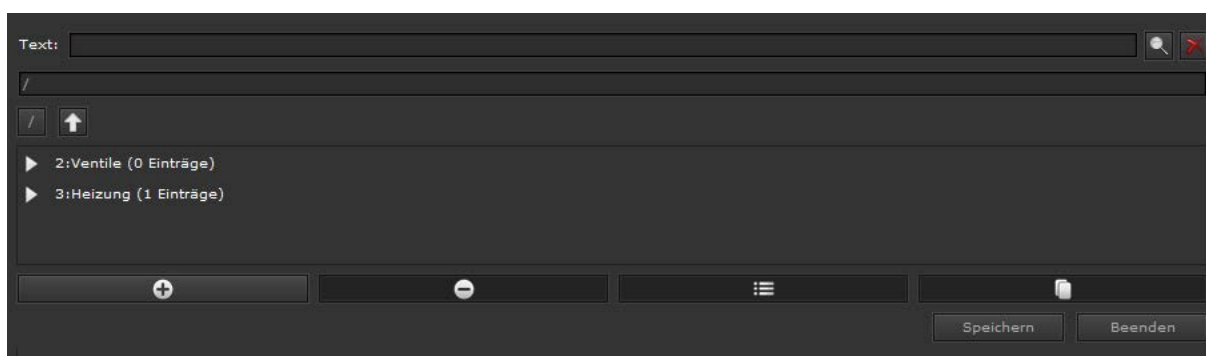 Text:
/
/
2:Ventile (0 Einträge)
3:Heizung (1 Einträge)
Speichern Beenden